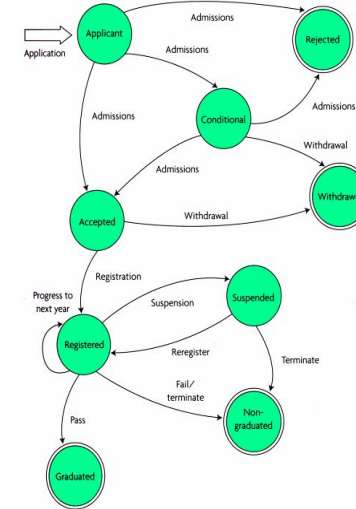 Admissions
Applicant
Application
Admissions
Rejected
Admissions
Conditional
Admissions
Admissions
Withdrawal
Withdraw
Accepted
Withdrawal
Registration
Progress to
next year
Suspension
Suspended
Registered
Reregister
Terminate
Fail/
terminate
Non-
graduated
Pass
Graduated